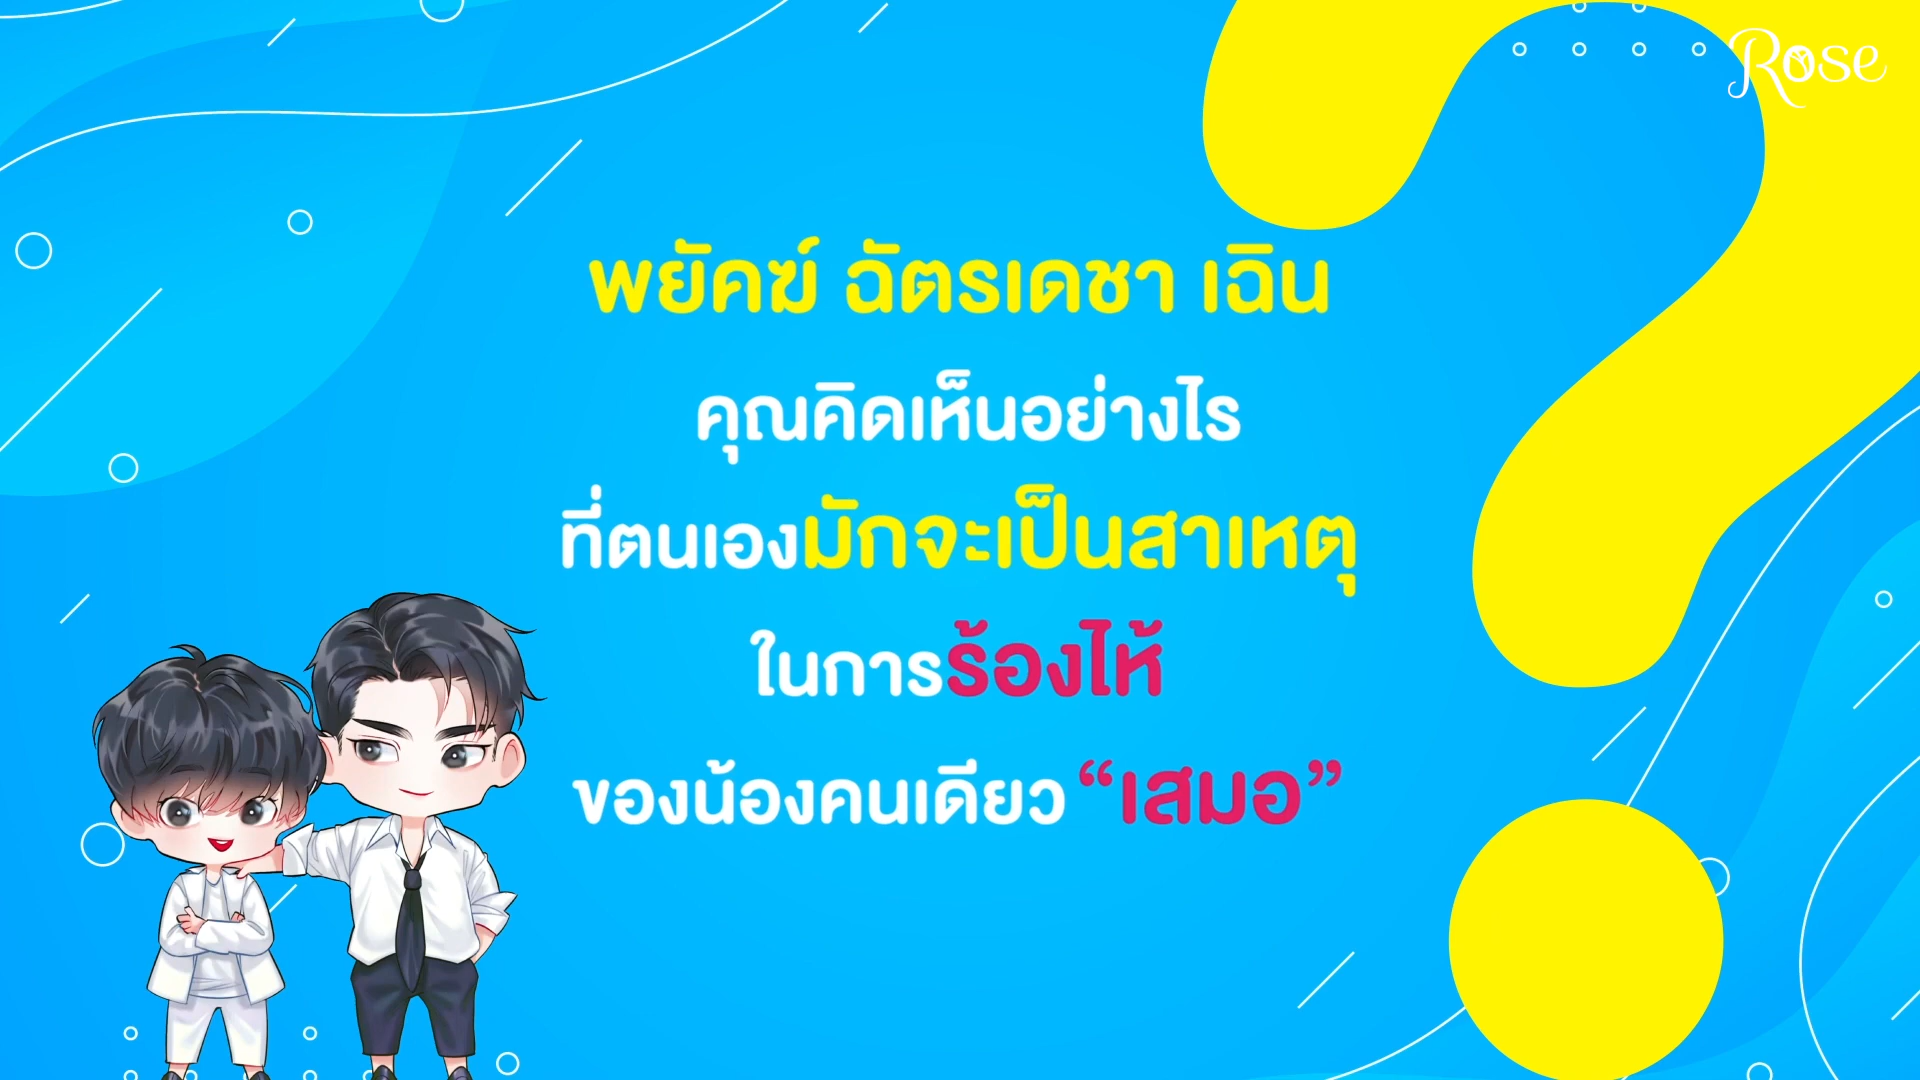 Rose
พยัคฆ์ ฉัตรเดชา เฉิน
คุณคิดเห็นอย่างไร
ที่ตนเองมักจะเป็นสาเหตุ
ในการร้องไห้
ของน้องคนเดียว “เสมอ”